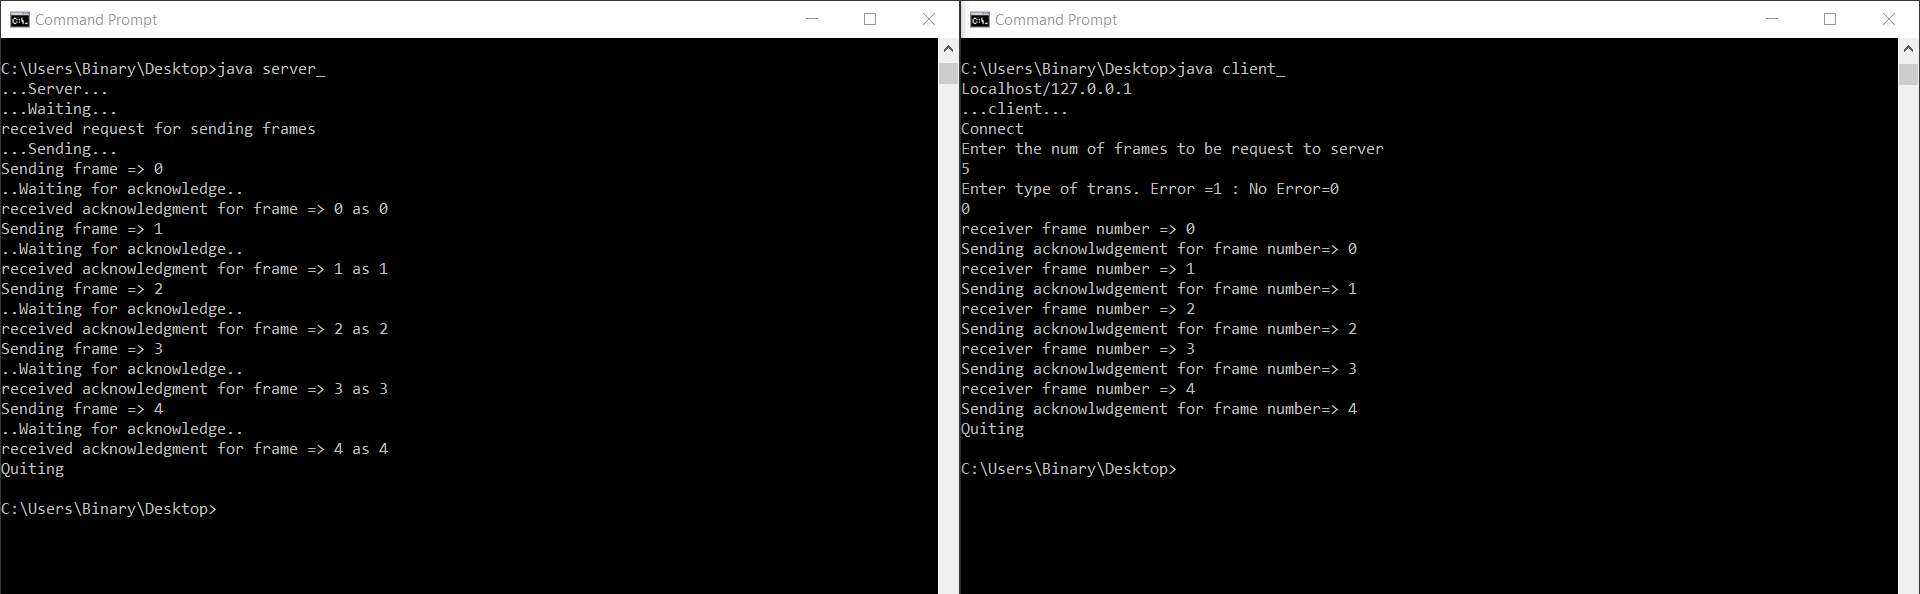 Command Prompt
C:\Users\Binary\Desktop>java server_
...Server...
...Waiting...
received request for sending frames
...Sending...
Sending frame => 0
..Waiting for acknowledge..
received acknowledgment for frame => 0 as 0
Sending frame => 1
..Waiting for acknowledge..
received acknowledgment for frame => 1 as 1
Sending frame => 2
..Waiting for acknowledge..
received acknowledgment for frame => 2 as 2
Sending frame => 3
..Waiting for acknowledge..
received acknowledgment for frame => 3 as 3
Sending frame => 4
..Waiting for acknowledge..
received acknowledgment for frame => 4 as 4
Quiting
C:\Users\Binary\Desktop>
Command Prompt
C:\Users\Binary\Desktop>java client_
Localhost/127.0.0.1
...client...
Connect
Enter the num of frames to be request to server
5
Enter type of trans. Error =1 : No Error=0
0
receiver frame number => 0
Sending acknowlwdgement for frame number=> 0
receiver frame number => 1
Sending acknowlwdgement for frame number=> 1
receiver frame number => 2
Sending acknowlwdgement for frame number=> 2
receiver frame number => 3
Sending acknowlwdgement for frame number=> 3
receiver frame number => 4
Sending acknowlwdgement for frame number=> 4
Quiting
C:\Users\Binary\Desktop>